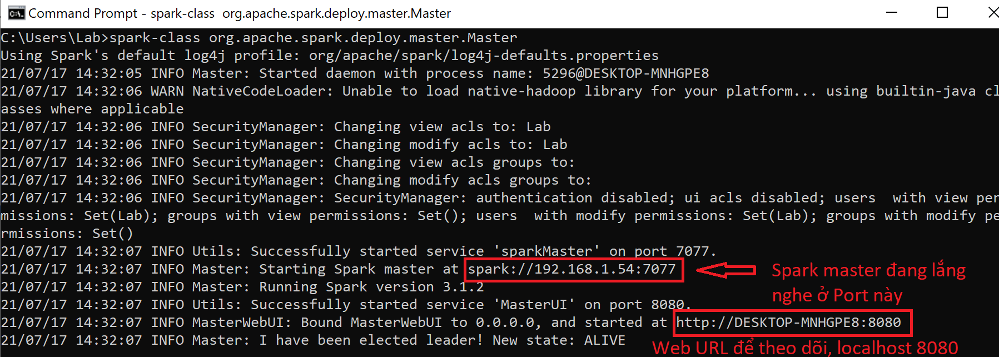 Command Prompt - spark-class  org.apache.spark.deploy.master.Master
C:\Users\Lab>spark-class org.apache.spark.deploy.master.Master
Using Spark's default log4j profile: org/apache/spark/log4j-defaults.properties
21/07/17 14:32:05 INFO Master: Started daemon with process name: 5296@DESKTOP-MNHGPE8
21/07/17 14:32:06 WARN NativeCodeLoader: Unable to load native-hadoop library for your platform... using builtin-java cl
asses where applicable
21/07/17 14:32:06 INFO SecurityManager: Changing view acls to: Lab
21/07/17 14:32:06 INFO SecurityManager: Changing modify acls to: Lab
21/07/17 14:32:06 INFO SecurityManager: Changing view acls groups to:
21/07/17 14:32:06 INFO SecurityManager: Changing modify acls groups to:
21/07/17 14:32:06 INFO SecurityManager: SecurityManager: authentication disabled; ui acls disabled; users  with view per
missions: Set(Lab); groups with view permissions: Set(); users  with modify permissions: Set(Lab); groups with modify pe
rmissions: Set()
21/07/17 14:32:07 INFO Utils: Successfully started service 'sparkMaster' on port 7077.
21/07/17 14:32:07 INFO Master: Starting Spark master at spark://192.168.1.54:7077
Spark master đang lắng
nghe ở Port này
21/07/17 14:32:07 INFO Master: Running Spark version 3.1.2
21/07/17 14:32:07 INFO Utils: Successfully started service 'MasterUI' on port 8080.
21/07/17 14:32:07 INFO MasterWebUI: Bound MasterWebUI to 0.0.0.0, and started at http://DESKTOP-MNHGPE8:8080
21/07/17 14:32:07 INFO Master: I have been elected leader! New state: ALIVE
Web URL để theo dõi, localhost 8080